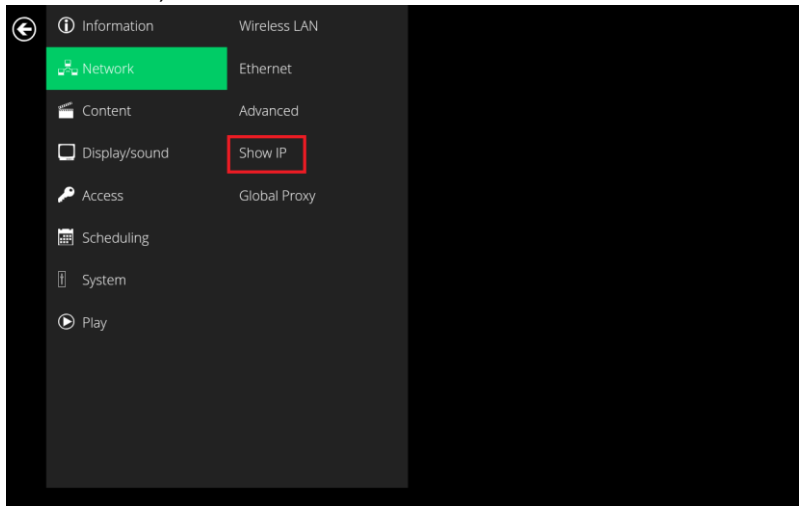 Information
Network
Content
Display/sound
Access
Scheduling
System
Play
Wireless LAN
Ethernet
Advanced
Show IP
Global Proxy